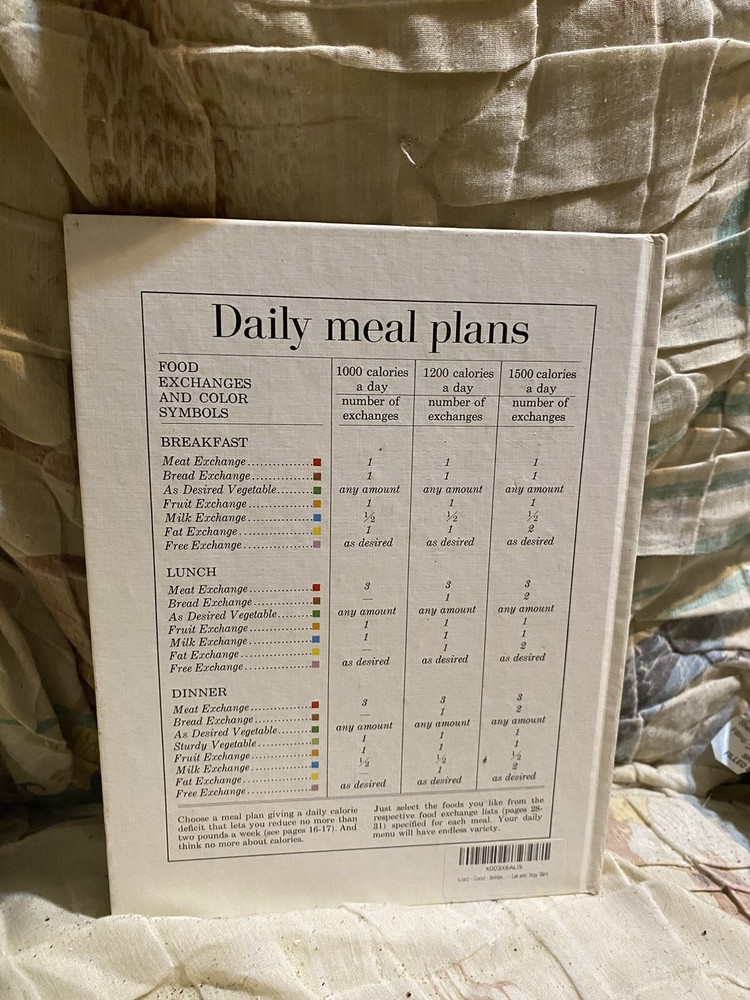 Daily meal plans
FOOD
EXCHANGES
AND COLOR
SYMBOLS
1000 calories
a day
number of
exchanges
1200 calories
a day
number of
exchanges
1500 calories
a day
number of
exchanges
BREAKFAST
Meat Exchange 1 1 1
Bread Exchange 1 1 1
As Desired Vegetable any amount any amount any amount
Fruit Exchange 1 1 1
Milk Exchange ½ ½ ½
Fat Exchange 1 1 2
Free Exchange as desired as desired as desired
LUNCH
Meat Exchange 3 3 3
Bread Exchange — 1 2
As Desired Vegetable any amount any amount any amount
Fruit Exchange 1 1 1
Milk Exchange 1 1 1
Fat Exchange — 1 2
Free Exchange as desired as desired as desired
DINNER
Meat Exchange 3 3 3
Bread Exchange — 1 2
As Desired Vegetable any amount any amount any amount
Sturdy Vegetable 1 1 1
Fruit Exchange 1 1 1
Milk Exchange ½ ½ ½
Fat Exchange — 1 2
Free Exchange as desired as desired as desired
Choose a meal plan giving a daily calorie
deficit that lets you reduce no more than
two pounds a week (see pages 16-17). And
think no more about calories.
Just select the foods you like from the
respective food exchange lists (pages 28-
31) specified for each meal. Your daily
menu will have endless variety.
Used - Good - Better... - Eat and Stay Slim